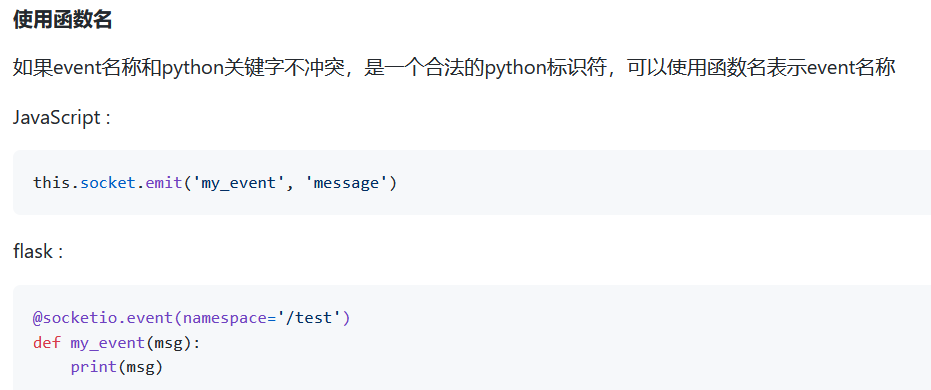 使用函数名
如果event名称和python关键字不冲突，是一个合法的python标识符，可以使用函数名表示event名称
JavaScript :
this.socket.emit('my_event', 'message')
flask :
@socketio.event(namespace='/test')
def my_event(msg):
    print(msg)